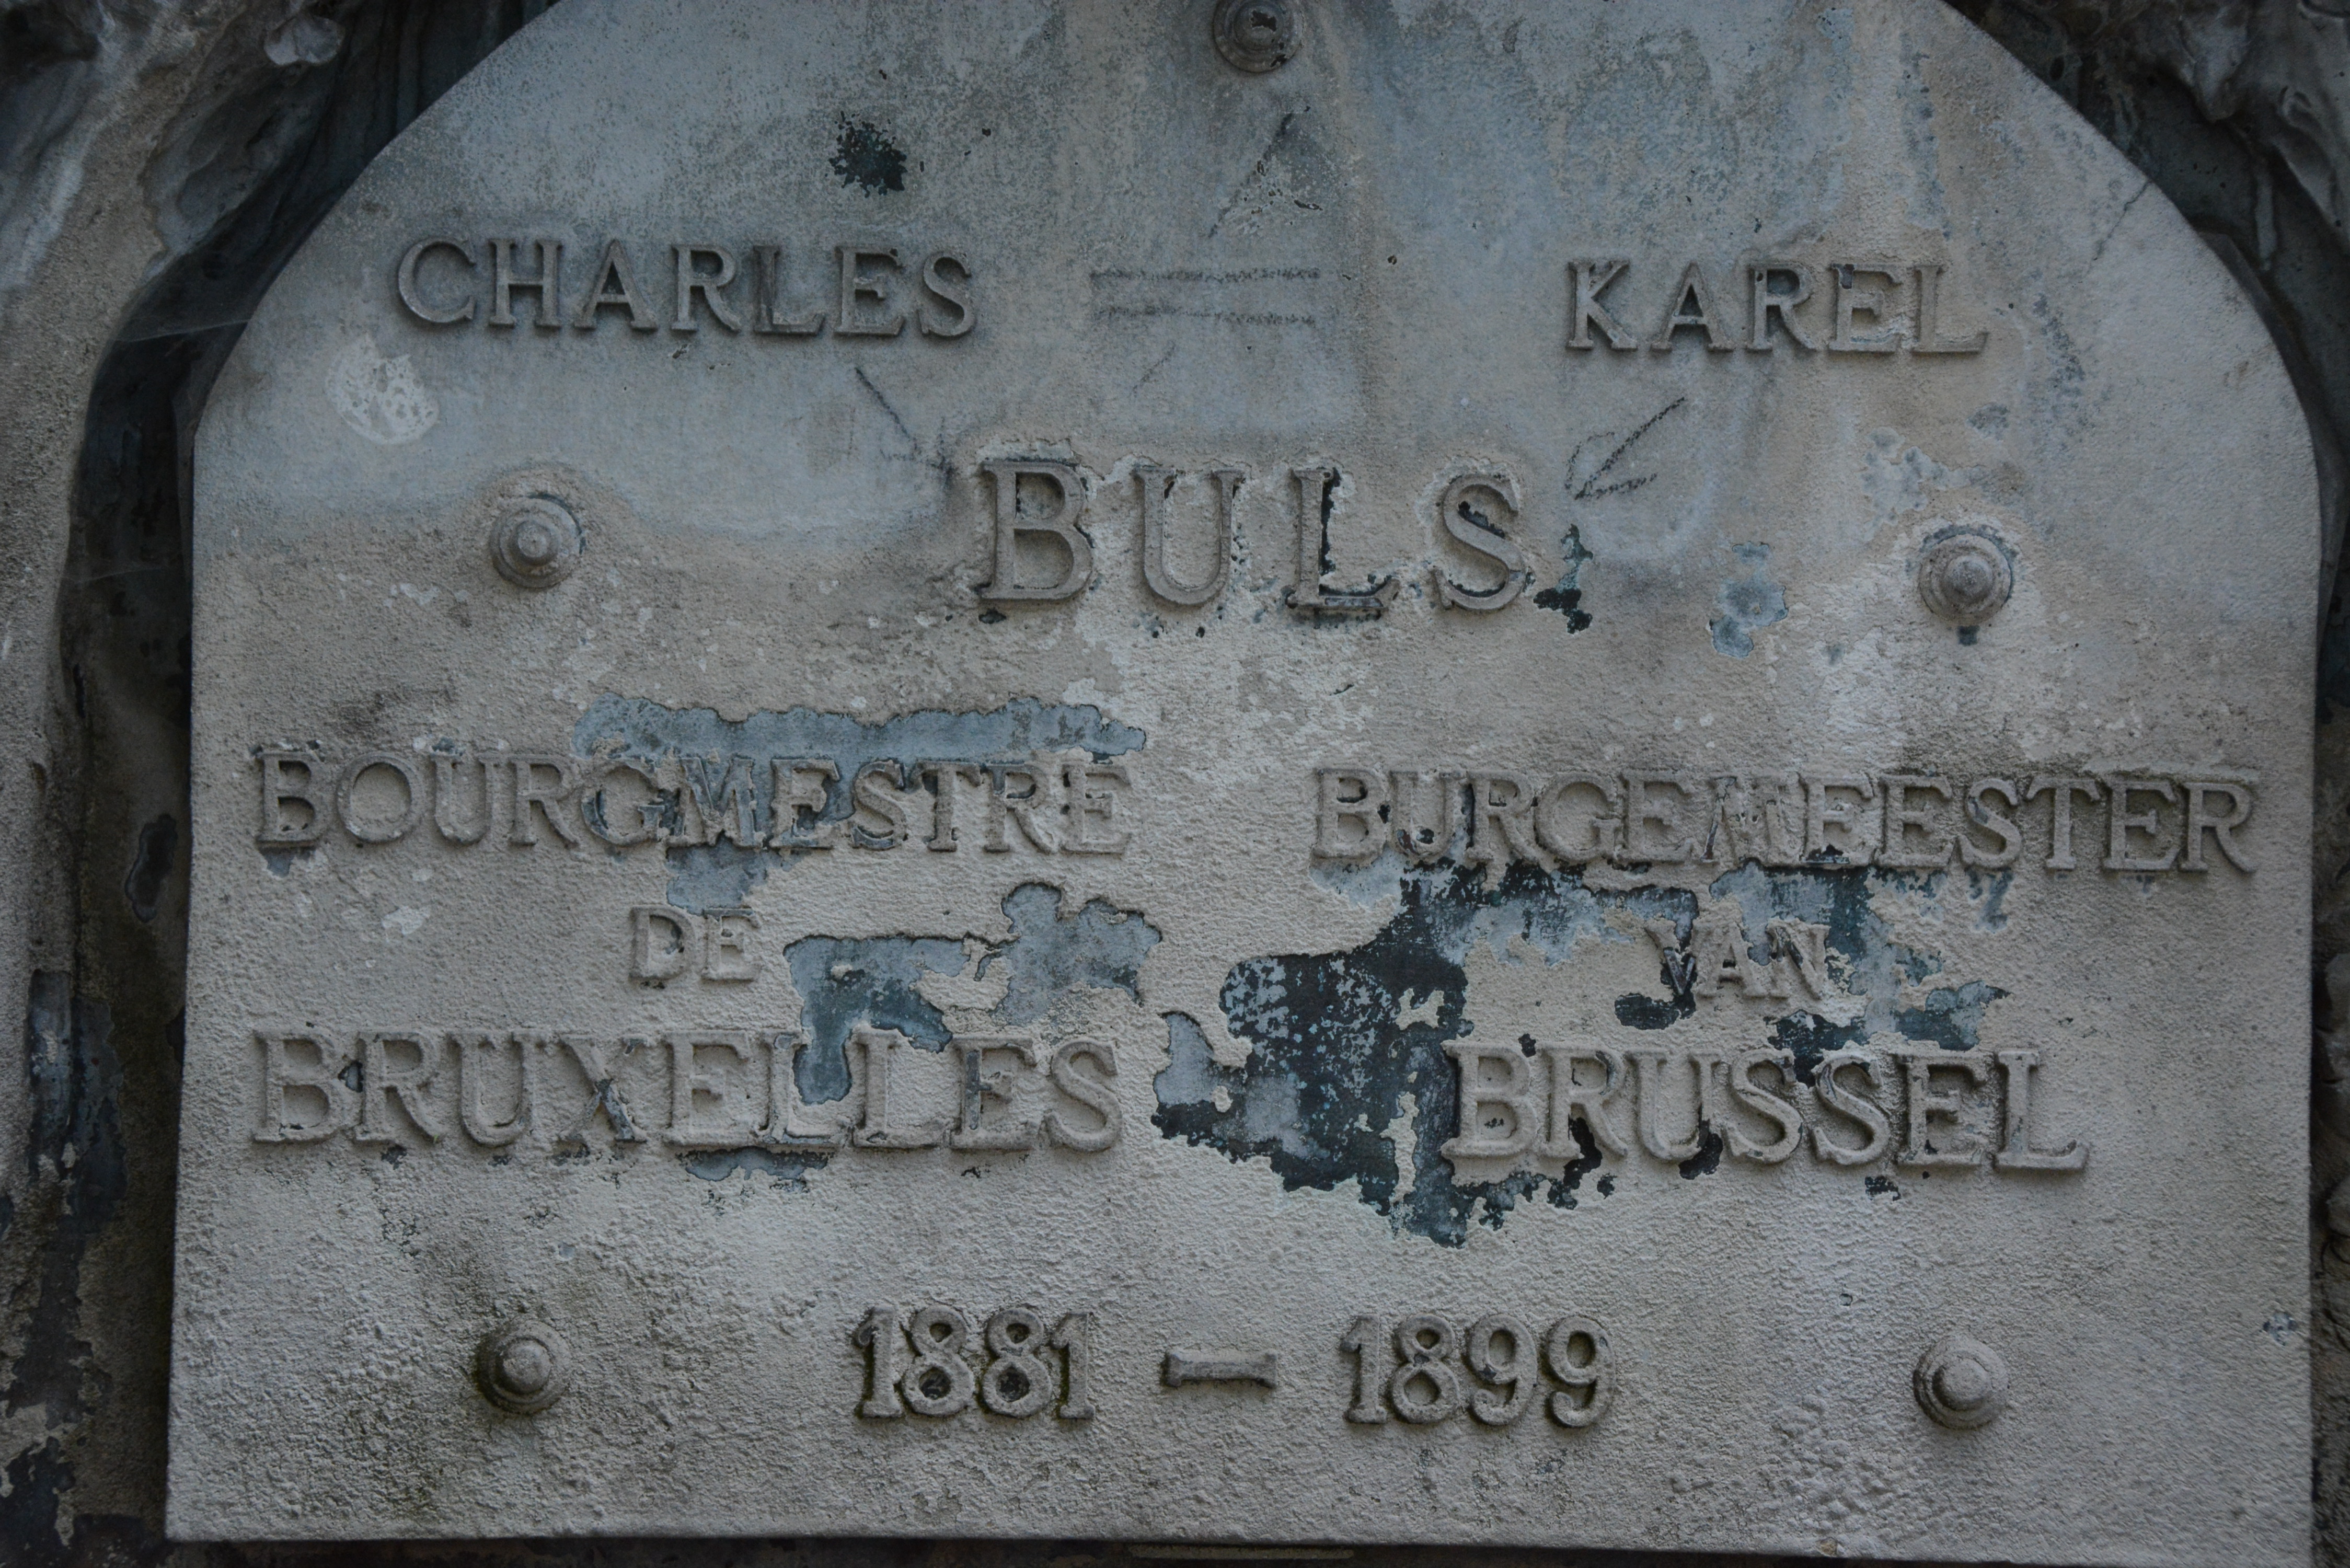 CHARLES KAREL
BULS
BOURGMESTRE BURGEMEESTER
DE VAN
BRUXELLES BRUSSEL
1881 — 1899